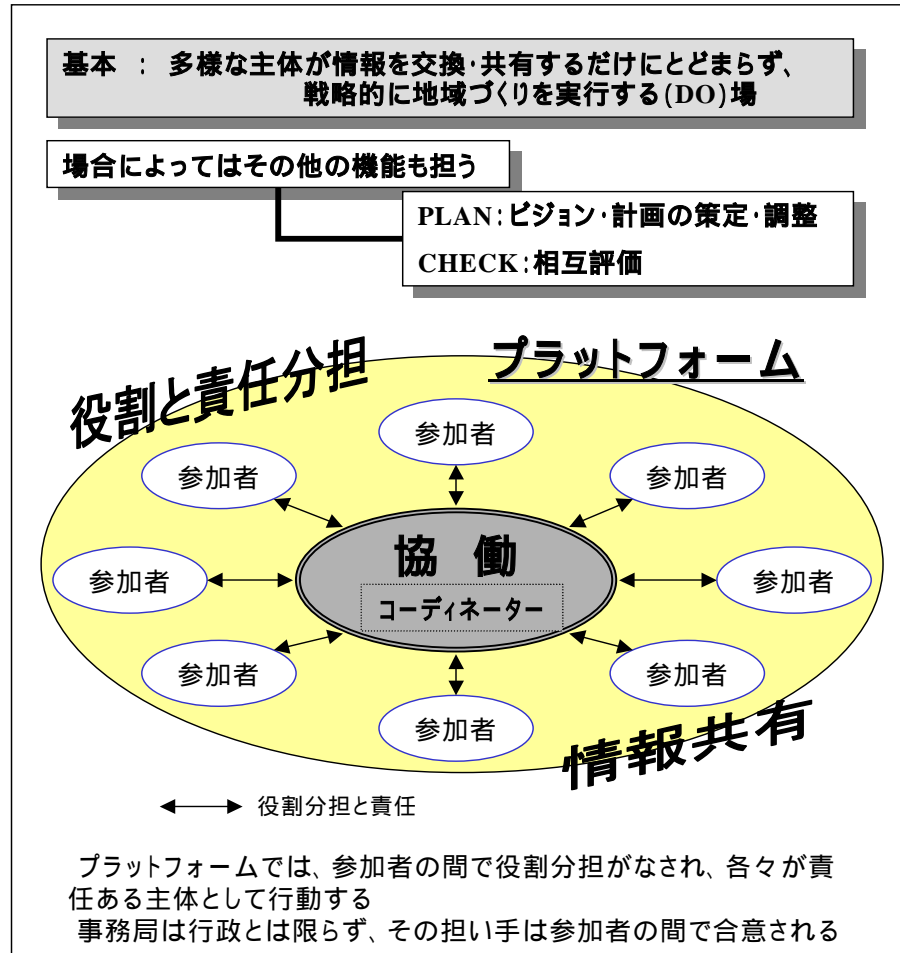 基本 : 多様な主体が情報を交換・共有するだけにとどまらず、
戦略的に地域づくりを実行する(DO)場
場合によってはその他の機能も担う
PLAN:ビジョン・計画の策定・調整
CHECK:相互評価
プラットフォーム
役割と責任分担
参加者
参加者
参加者
参加者
参加者
協 働
コーディネーター
参加者
参加者
参加者
情報共有
役割分担と責任
プラットフォームでは、参加者の間で役割分担がなされ、各々が責
任ある主体として行動する
事務局は行政とは限らず、その担い手は参加者の間で合意される